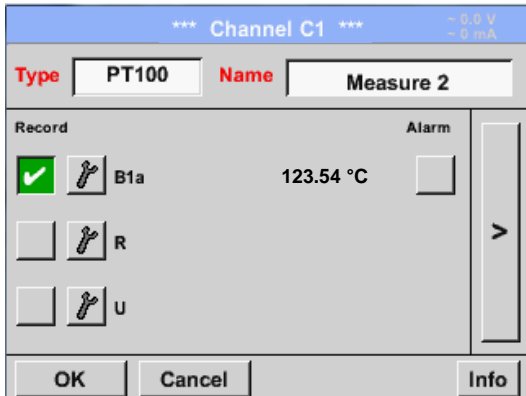 *** Channel C1 ***
~ 0.0 V
~ 0 mA
Type PT100 Name Measure 2
Record Alarm
B1a 123.54 °C
R
U
>
OK Cancel Info